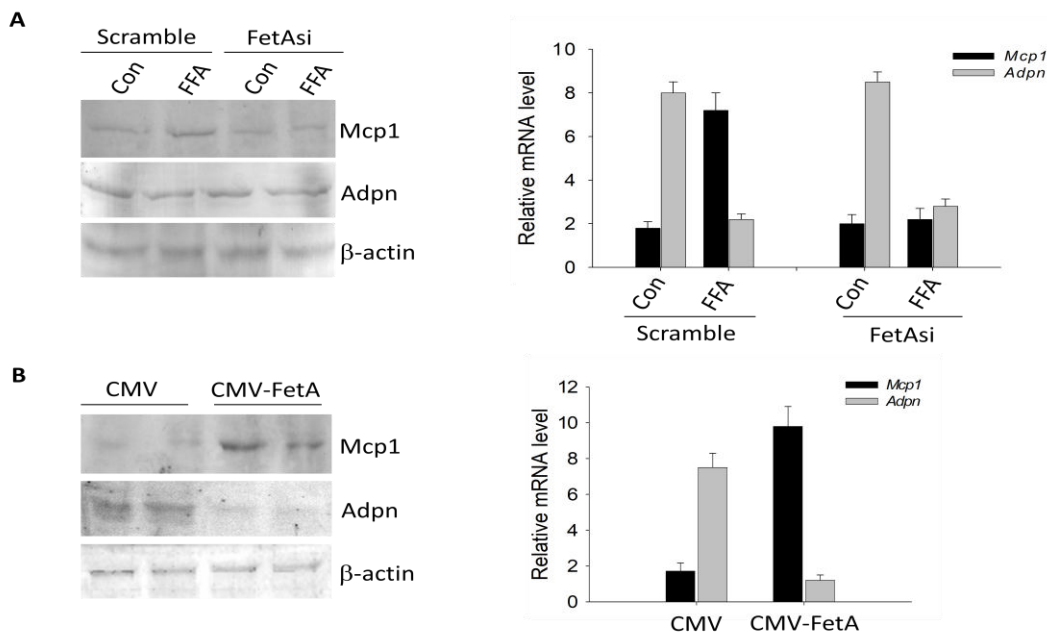 A
Scramble FetAsi
Con FFA Con FFA
Mcp1
Adpn
β-actin
Relative mRNA level
10
8
6
4
2
0
Mcp1
Adpn
Con FFA Con FFA
Scramble FetAsi
B
CMV CMV-FetA
Mcp1
Adpn
β-actin
Relative mRNA level
12
10
8
6
4
2
0
Mcp1
Adpn
CMV CMV-FetA